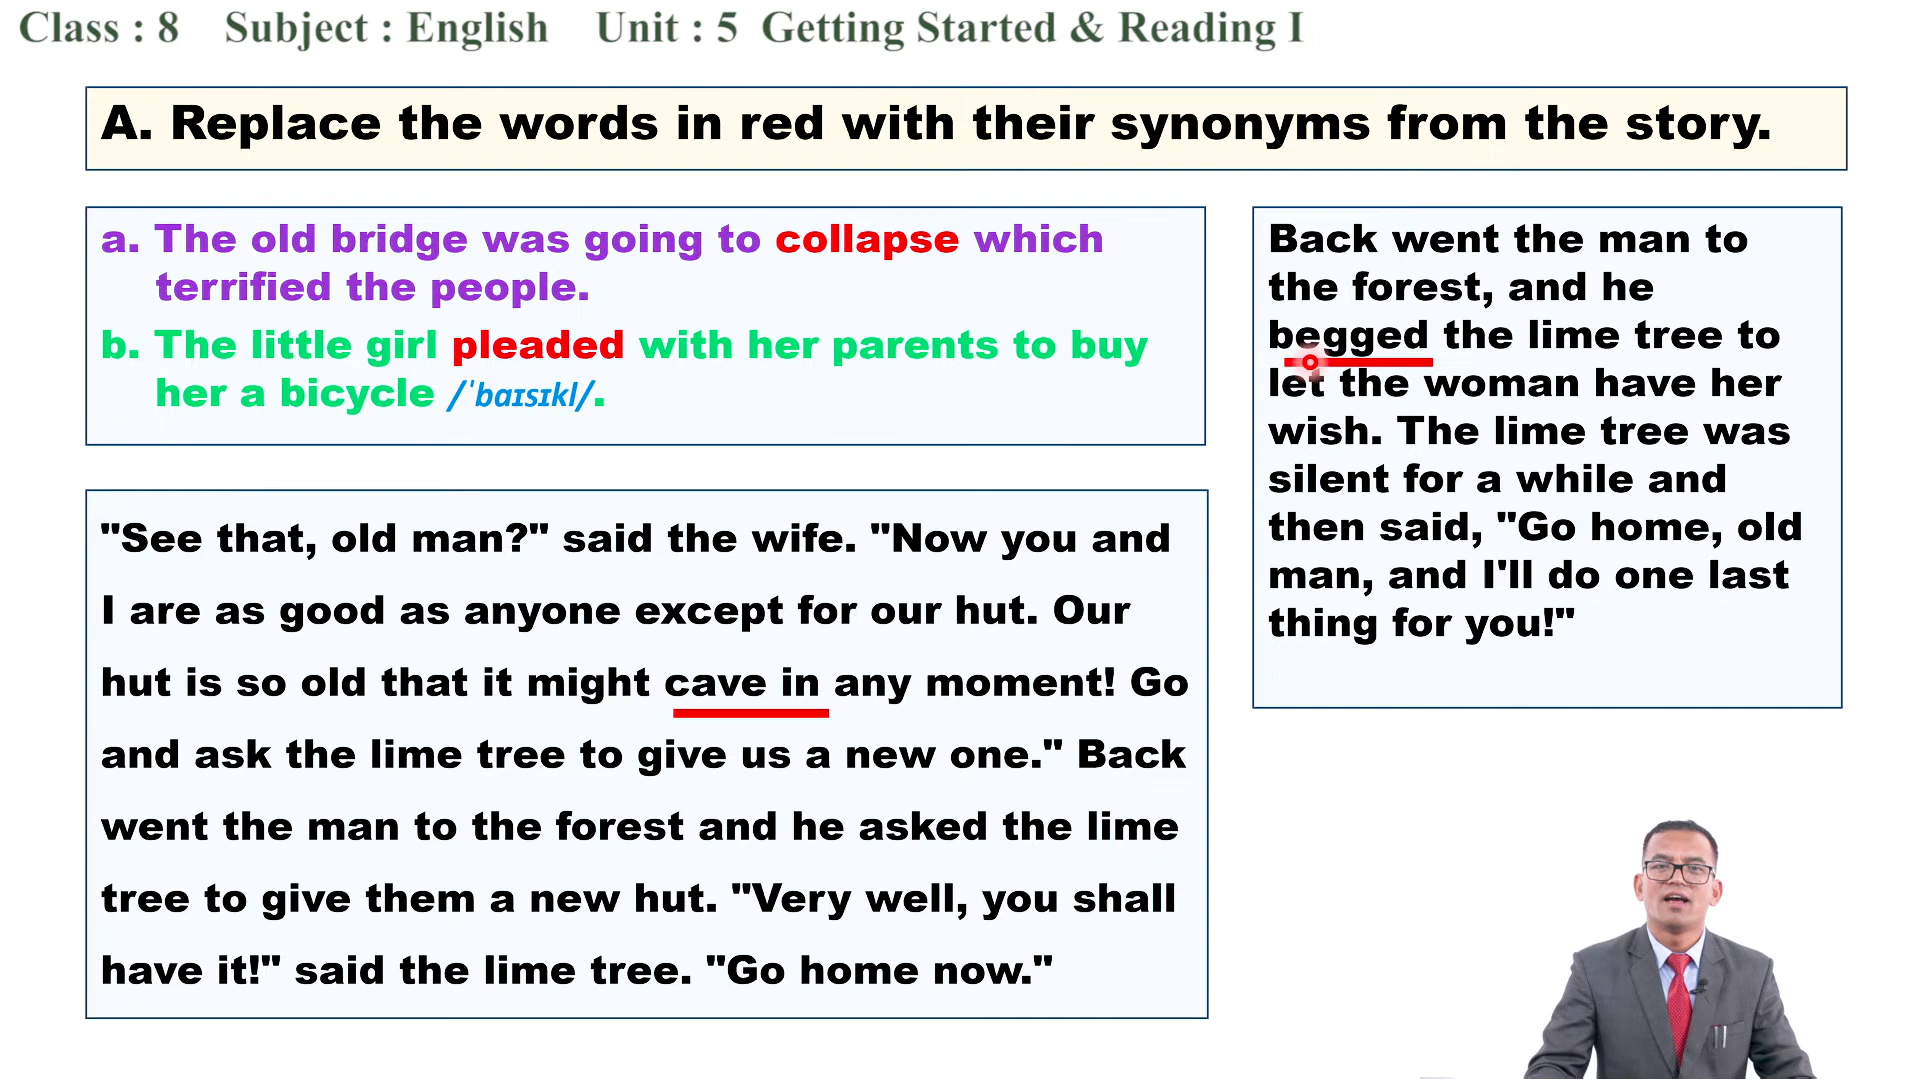 Class : 8 Subject : English Unit : 5 Getting Started & Reading I
A. Replace the words in red with their synonyms from the story.
a. The old bridge was going to collapse which
terrified the people.
b. The little girl pleaded with her parents to buy
her a bicycle /ˈbaɪsɪkl/.
"See that, old man?" said the wife. "Now you and
I are as good as anyone except for our hut. Our
hut is so old that it might cave in any moment! Go
and ask the lime tree to give us a new one." Back
went the man to the forest and he asked the lime
tree to give them a new hut. "Very well, you shall
have it!" said the lime tree. "Go home now."
Back went the man to
the forest, and he
begged the lime tree to
let the woman have her
wish. The lime tree was
silent for a while and
then said, "Go home, old
man, and I'll do one last
thing for you!"